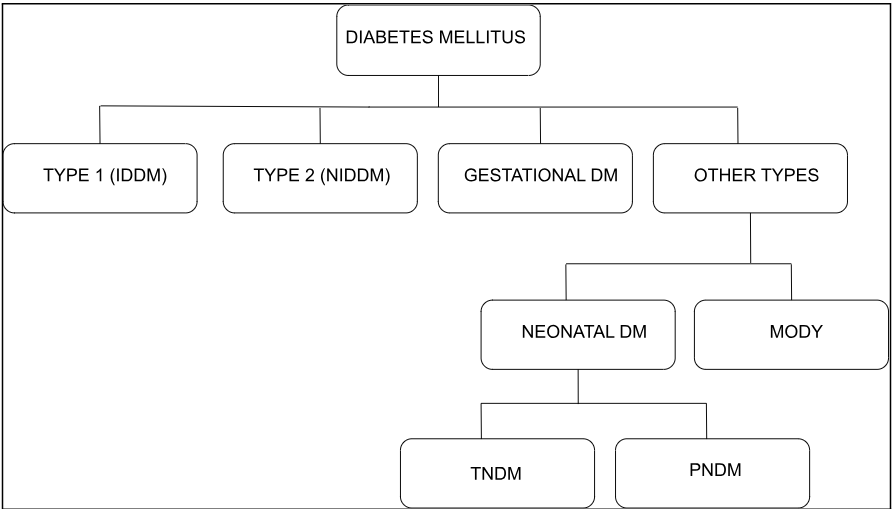 DIABETES MELLITUS
TYPE 1 (IDDM)
TYPE 2 (NIDDM)
GESTATIONAL DM
OTHER TYPES
NEONATAL DM
MODY
TNDM
PNDM